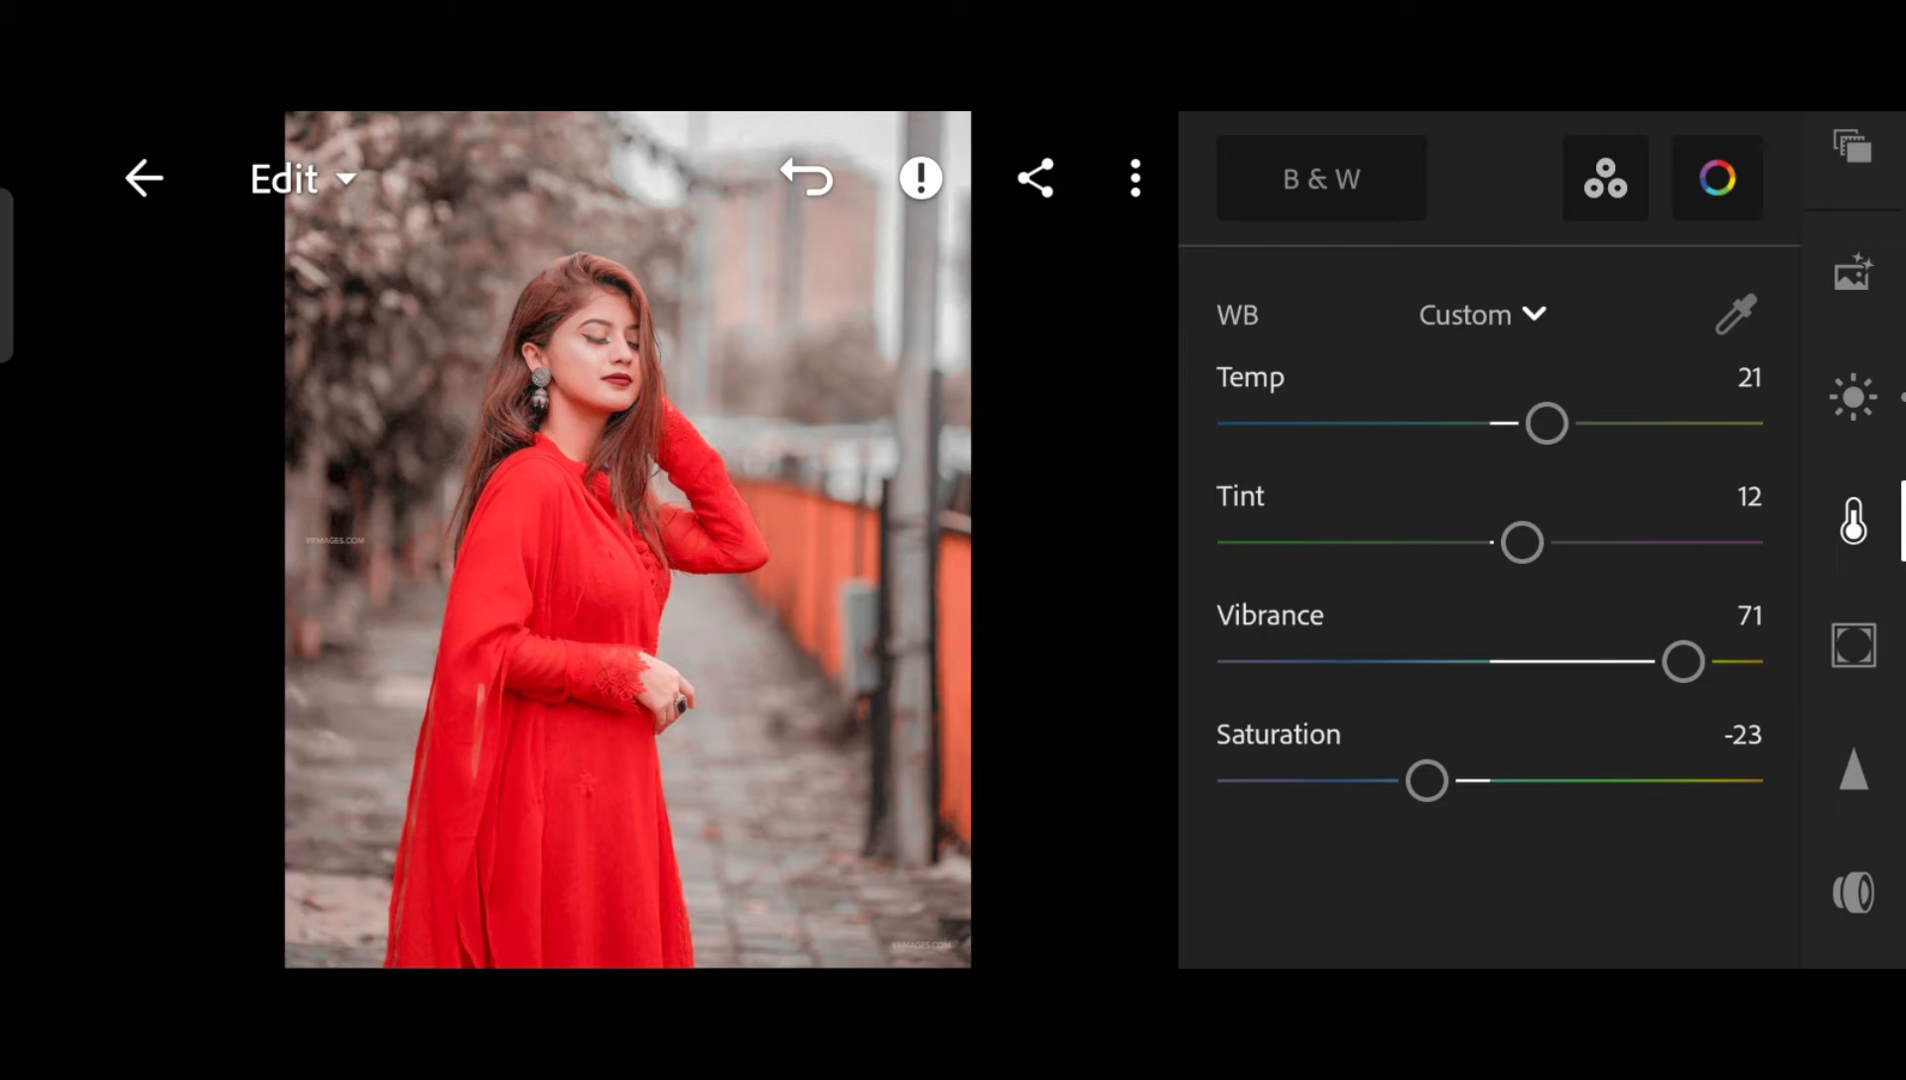 Edit
B & W
WB
Custom
Temp
21
Tint
12
Vibrance
71
Saturation
-23